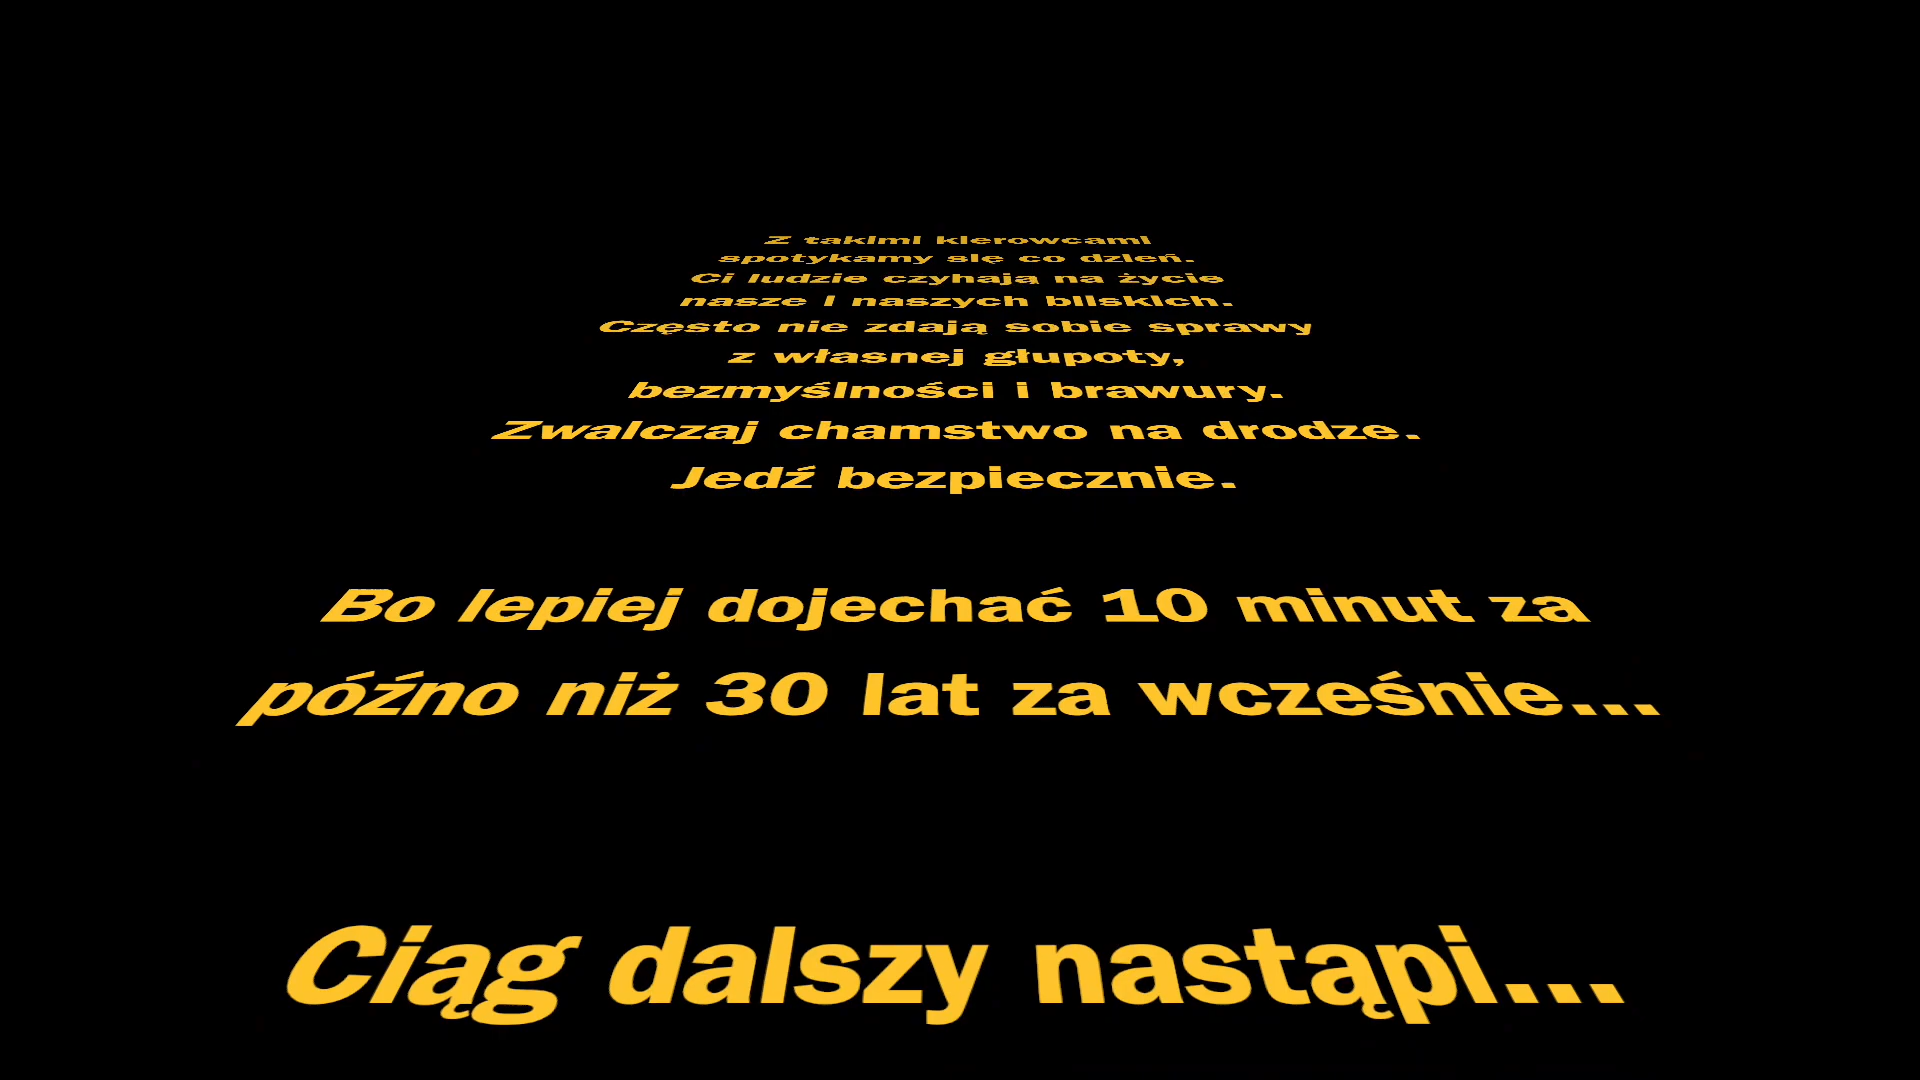 Z takimi kierowcami
spotykamy się co dzień.
Ci ludzie czyhają na życie
nasze i naszych bliskich.
Często nie zdają sobie sprawy
z własnej głupoty,
bezmyślności i brawury.
Zwalczaj chamstwo na drodze.
Jedź bezpiecznie.
Bo lepiej dojechać 10 minut za
późno niż 30 lat za wcześnie...
Ciąg dalszy nastąpi...